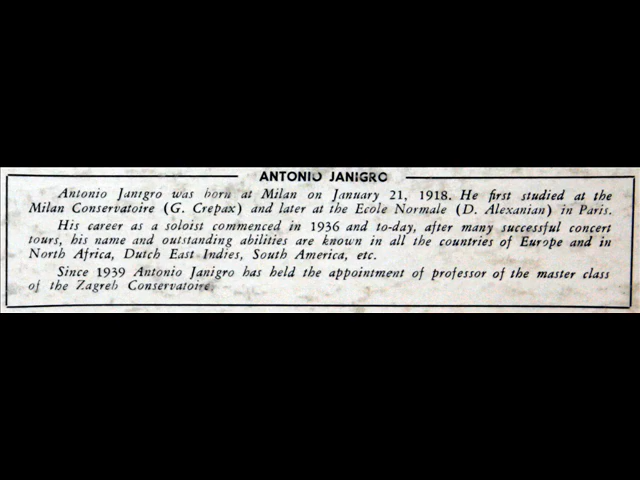 ANTONIO JANIGRO
Antonio Janigro was born at Milan on January 21, 1918. He first studied at the
Milan Conservatoire (G. Crepax) and later at the Ecole Normale (D. Alexanian) in Paris.
His career as a soloist commenced in 1936 and to-day, after many successful concert
tours, his name and outstanding abilities are known in all the countries of Europe and in
North Africa, Dutch East Indies, South America, etc.
Since 1939 Antonio Janigro has held the appointment of professor of the master class
of the Zagreb Conservatoire.